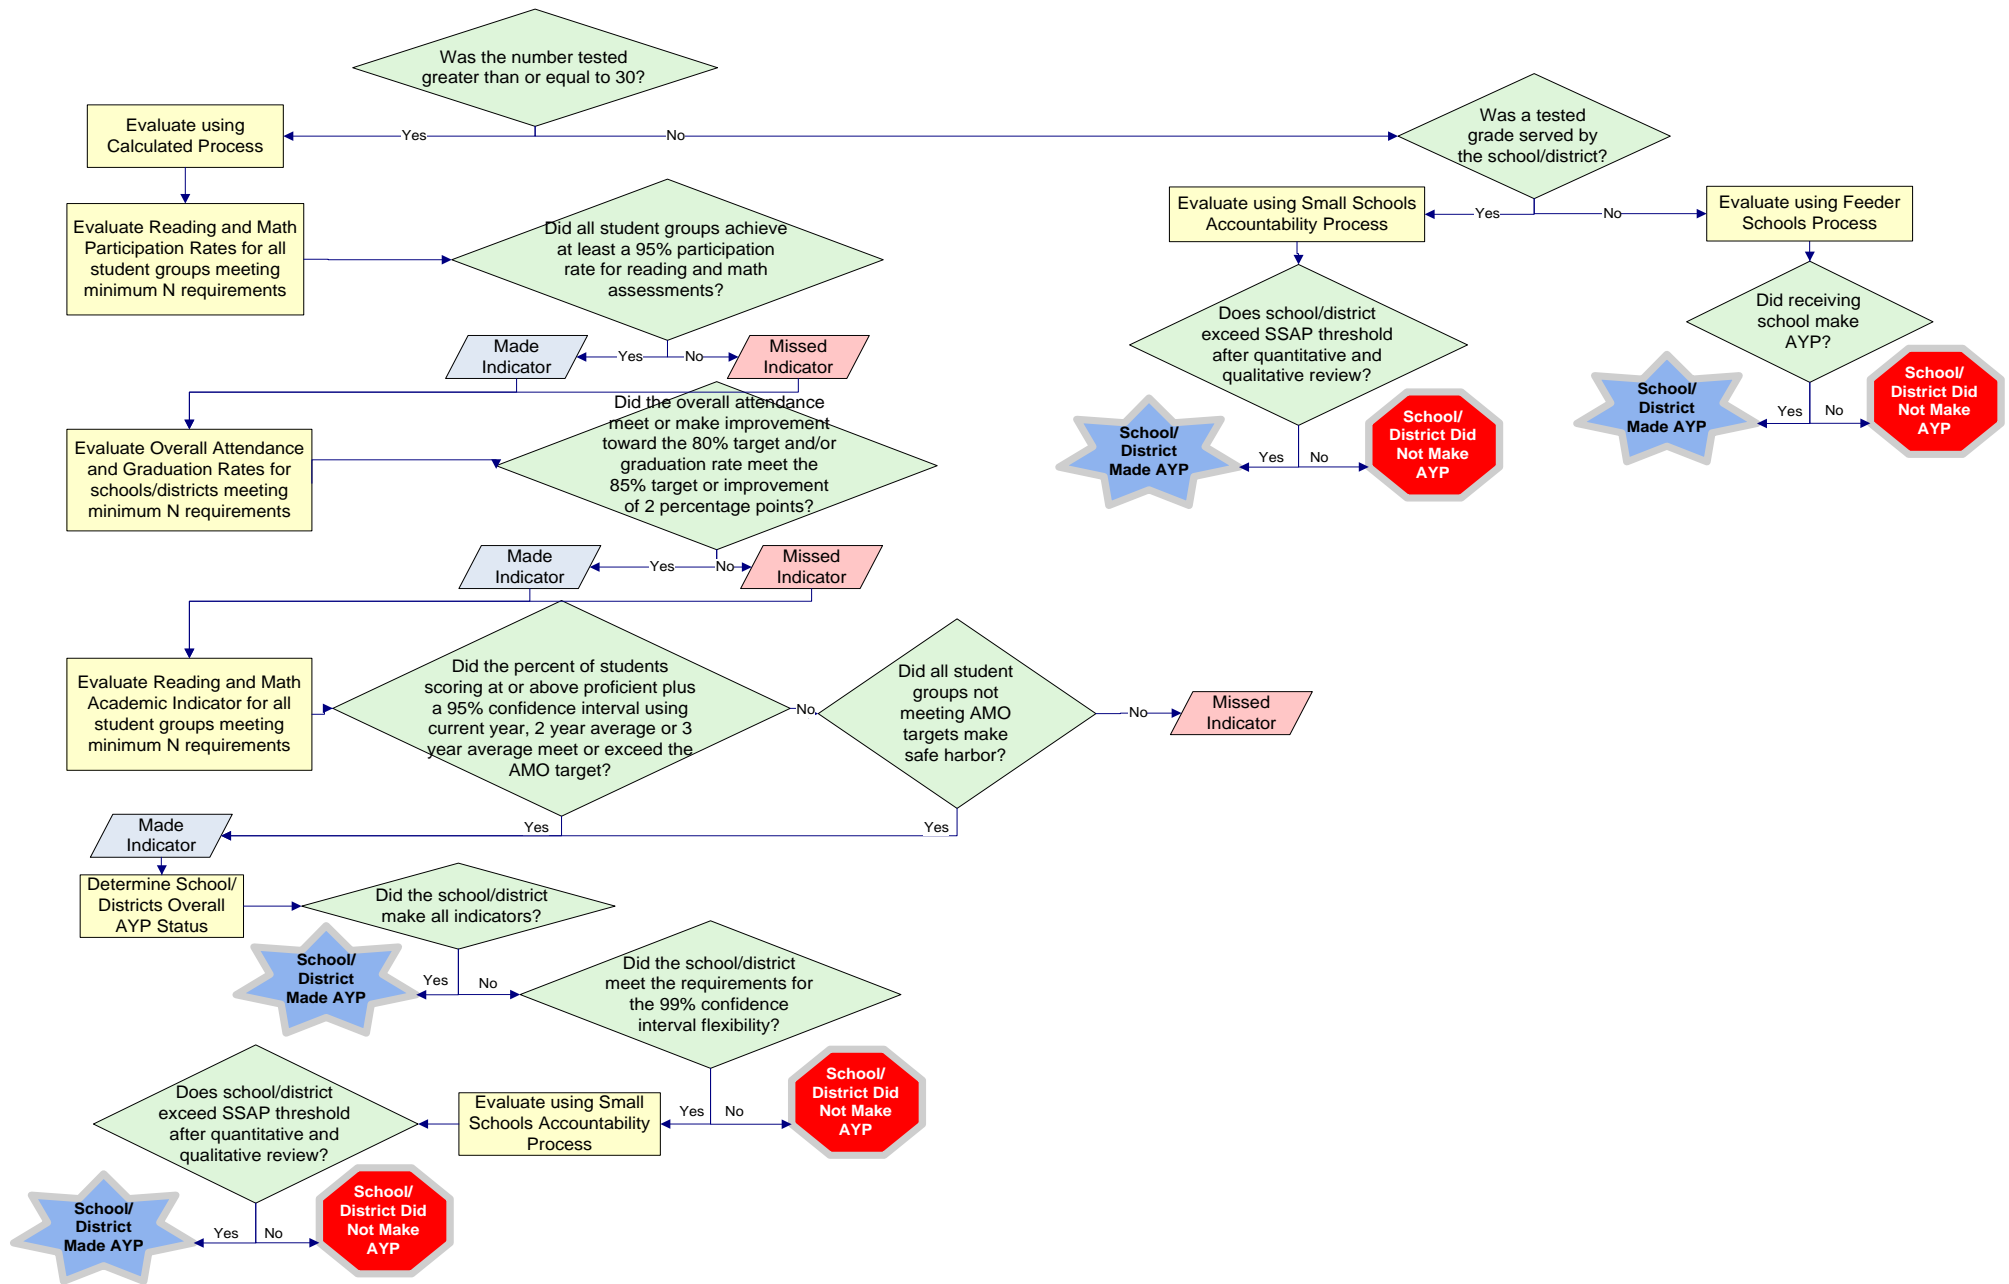 Was the number tested
greater than or equal to 30?
Evaluate using
Calculated Process
Yes
No
Was a tested
grade served by
the school/district?
Evaluate Reading and Math
Participation Rates for all
student groups meeting
minimum N requirements
Did all student groups achieve
at least a 95% participation
rate for reading and math
assessments?
Evaluate using Small Schools
Accountability Process
Yes
No
Evaluate using Feeder
Schools Process
Does school/district
exceed SSAP threshold
after quantitative and
qualitative review?
Did receiving
school make
AYP?
Made
Indicator
Yes
No
Missed
Indicator
School/
District
Made AYP
Yes
No
School/
District Did
Not Make
AYP
School/
District
Made AYP
Yes
No
School/
District Did
Not Make
AYP
Evaluate Overall Attendance
and Graduation Rates for
schools/districts meeting
minimum N requirements
Did the overall attendance
meet or make improvement
toward the 80% target and/or
graduation rate meet the
85% target or improvement
of 2 percentage points?
Made
Indicator
Yes
No
Missed
Indicator
Evaluate Reading and Math
Academic Indicator for all
student groups meeting
minimum N requirements
Did the percent of students
scoring at or above proficient plus
a 95% confidence interval using
current year, 2 year average or 3
year average meet or exceed the
AMO target?
No
Did all student
groups not
meeting AMO
targets make
safe harbor?
No
Missed
Indicator
Made
Indicator
Yes
Yes
Determine School/
Districts Overall
AYP Status
Did the school/district
make all indicators?
School/
District
Made AYP
Yes
No
Did the school/district
meet the requirements for
the 99% confidence
interval flexibility?
Does school/district
exceed SSAP threshold
after quantitative and
qualitative review?
Evaluate using Small
Schools Accountability
Process
Yes
No
School/
District Did
Not Make
AYP
School/
District
Made AYP
Yes
No
School/
District Did
Not Make
AYP